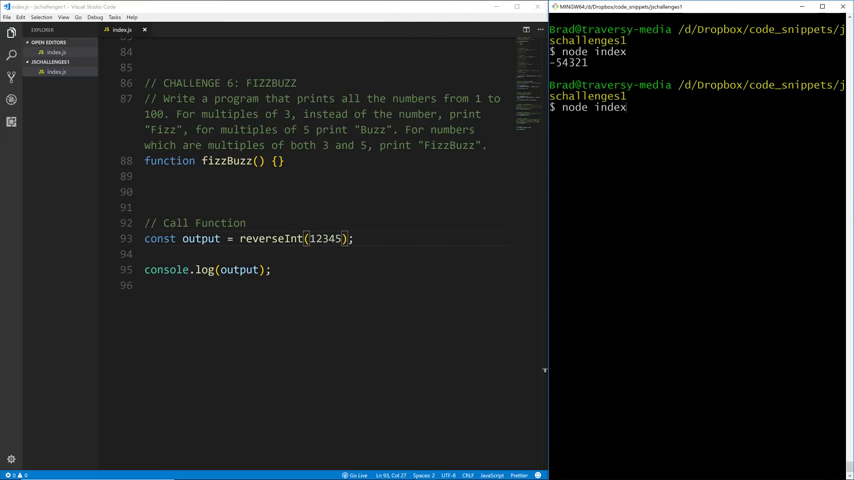 index.js - jschallenges1 - Visual Studio Code
File Edit Selection View Go Debug Tasks Help
EXPLORER
OPEN EDITORS
index.js
JSCHALLENGES1
index.js
index.js
83
84
85
86 // CHALLENGE 6: FIZZBUZZ
87 // Write a program that prints all the numbers from 1 to
100. For multiples of 3, instead of the number, print
"Fizz", for multiples of 5 print "Buzz". For numbers
which are multiples of both 3 and 5, print "FizzBuzz".
88 function fizzBuzz() {}
89
90
91
92 // Call Function
93 const output = reverseInt(12345);
94
95 console.log(output);
96
0 0
Go Live Ln 93, Col 27 Spaces: 2 UTF-8 CRLF JavaScript Prettier
MINGW64:/d/Dropbox/code_snippets/jschallenges1
Brad@traversy-media /d/Dropbox/code_snippets/j
schallenges1
$ node index
-54321
Brad@traversy-media /d/Dropbox/code_snippets/j
schallenges1
$ node index